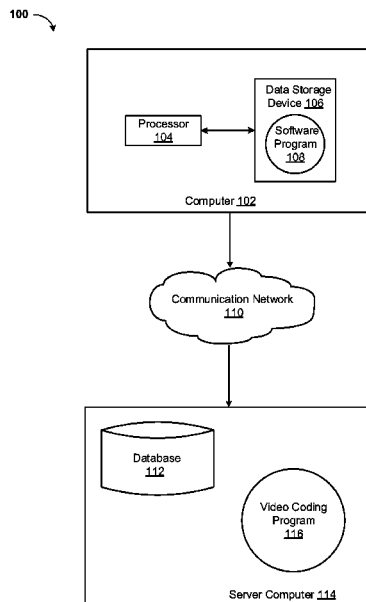 100
Data Storage
Device 106
Processor
104
Software
Program
108
Computer 102
Communication Network
110
Database
112
Video Coding
Program
116
Server Computer 114